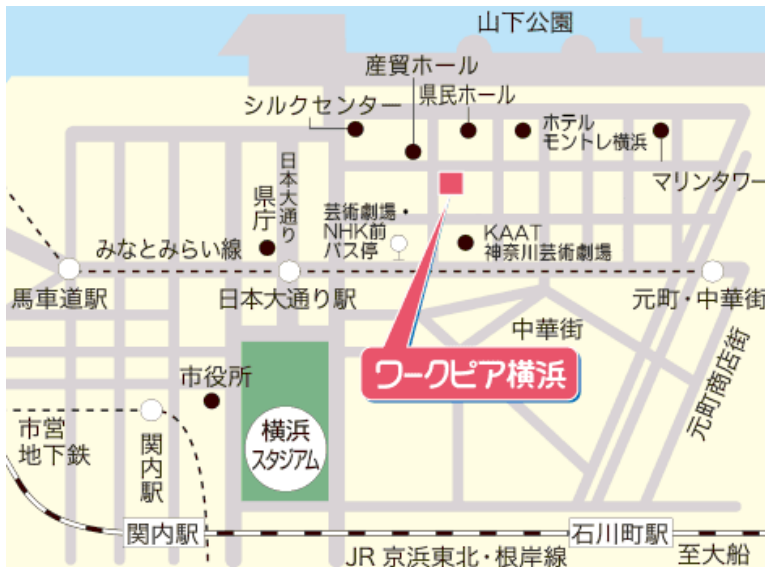 山下公園
産貿ホール
県民ホール
シルクセンター
ホテル
モントレ横浜
マリンタワー
日本大通り
県庁
芸術劇場・
NHK前
バス停
KAAT
神奈川芸術劇場
みなとみらい線
馬車道駅
日本大通り駅
元町・中華街
中華街
ワークピア横浜
元町商店街
市役所
横浜
スタジアム
市営
地下鉄
関内駅
関内駅
石川町駅
JR 京浜東北・根岸線
至大船